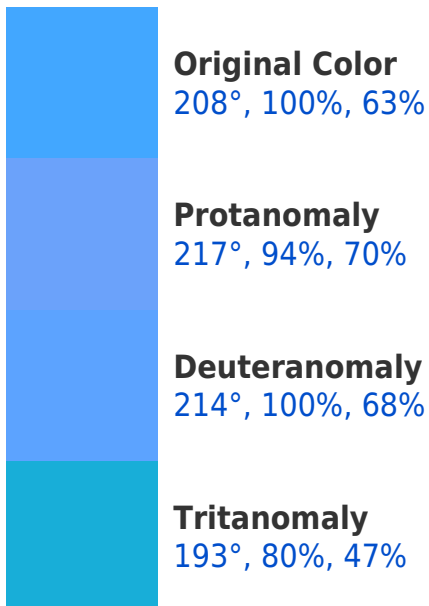 Original Color
208°, 100%, 63%
Protanomaly
217°, 94%, 70%
Deuteranomaly
214°, 100%, 68%
Tritanomaly
193°, 80%, 47%